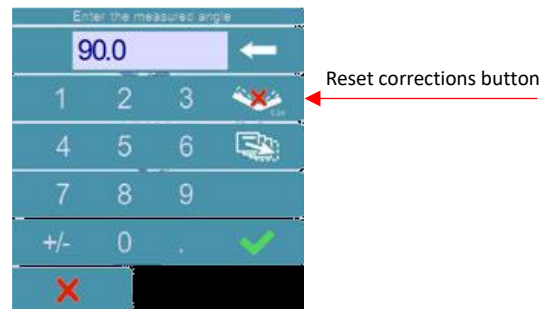 Enter the measured angle
90.0
Reset corrections button
1 2 3
4 5 6
7 8 9
+/- 0 .